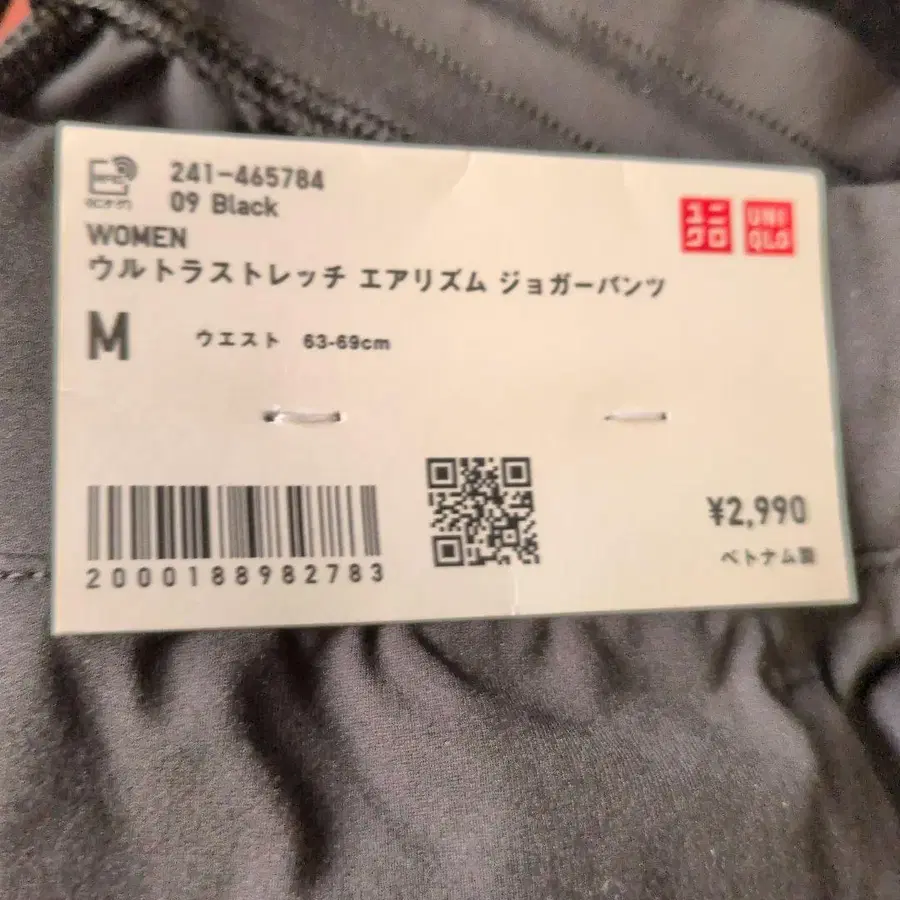 241-465784
09 Black
WOMEN
ウルトラストレッチ エアリズム ジョガーパンツ
ユニクロ
UNI
QLO
M
ウエスト 63-69cm
2000188982783
¥2,990
ベトナム製